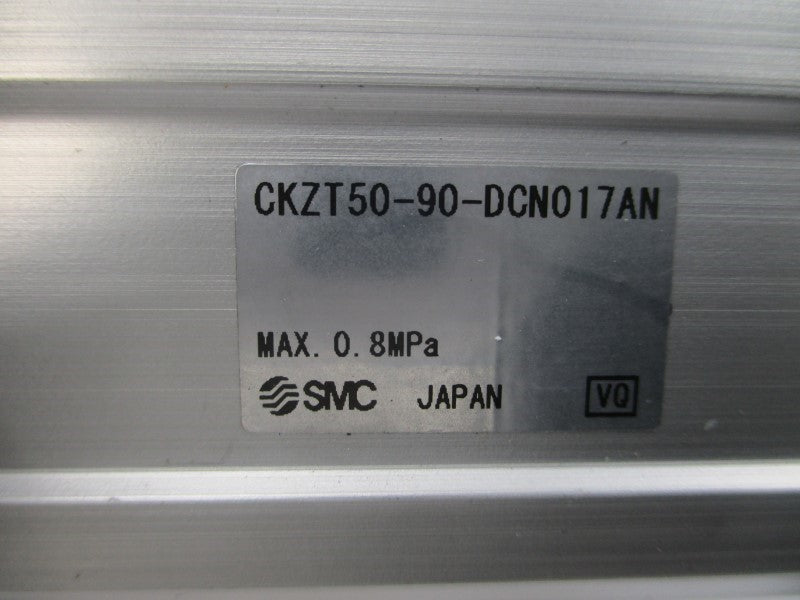 CKZT50-90-DCN017AN
MAX. 0.8MPa
SMC JAPAN VQ